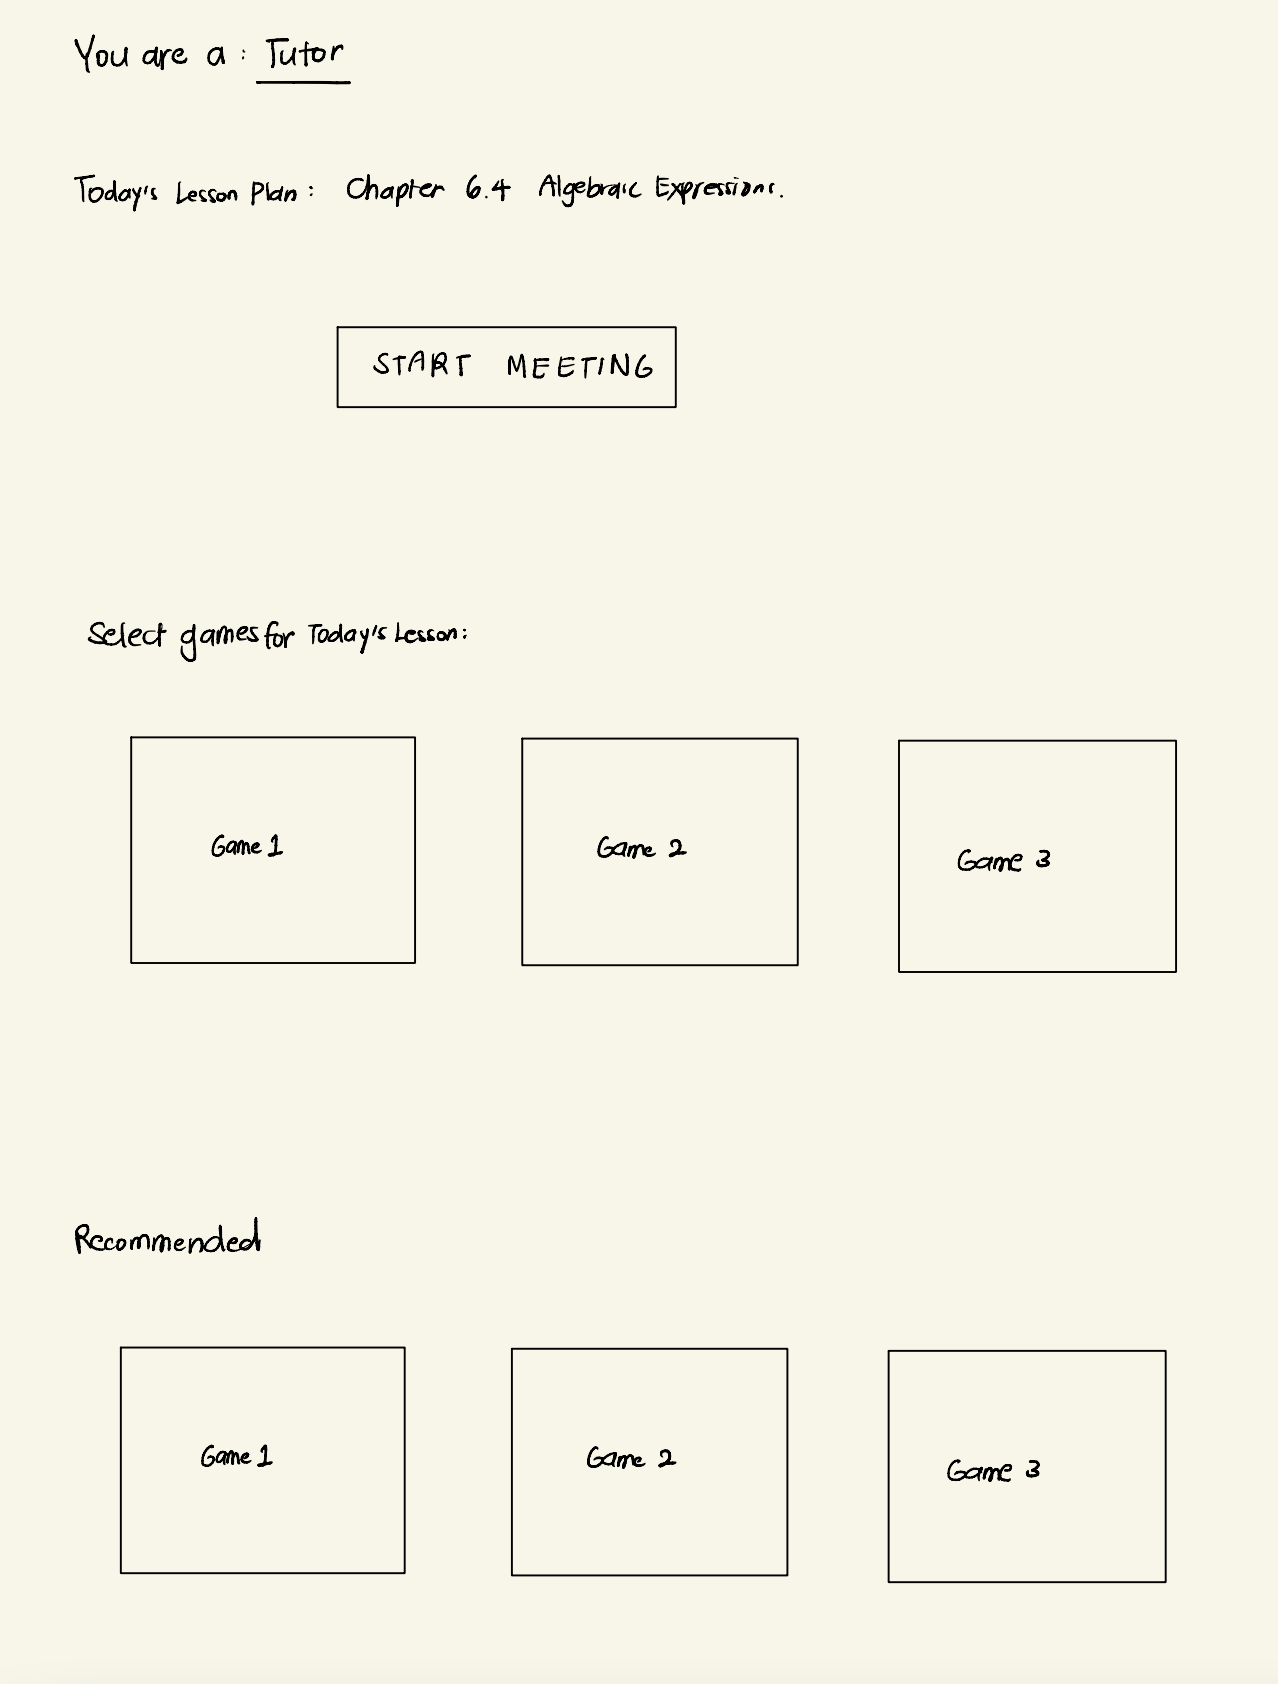 You are a : Tutor
Today's Lesson Plan : Chapter 6.4 Algebraic Expressions.
START MEETING
Select games for Today's Lesson:
Game 1
Game 2
Game 3
Recommended
Game 1
Game 2
Game 3